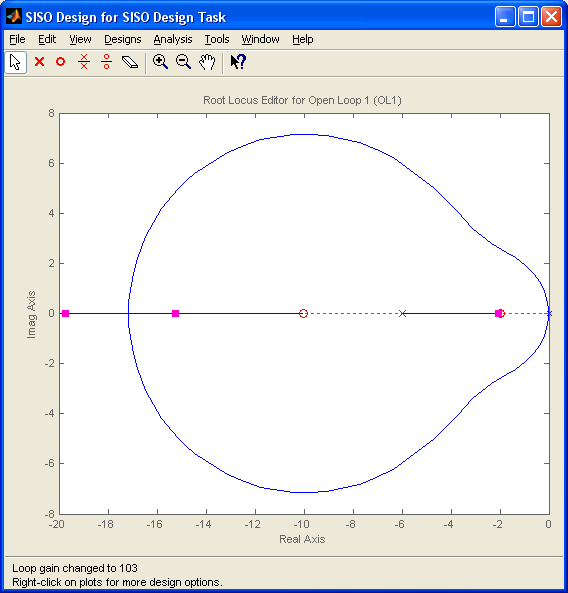 SISO Design for SISO Design Task
File Edit View Designs Analysis Tools Window Help
Root Locus Editor for Open Loop 1 (OL1)
8
6
4
2
0
-2
-4
-6
-8
Imag Axis
-20 -18 -16 -14 -12 -10 -8 -6 -4 -2 0
Real Axis
Loop gain changed to 103
Right-click on plots for more design options.